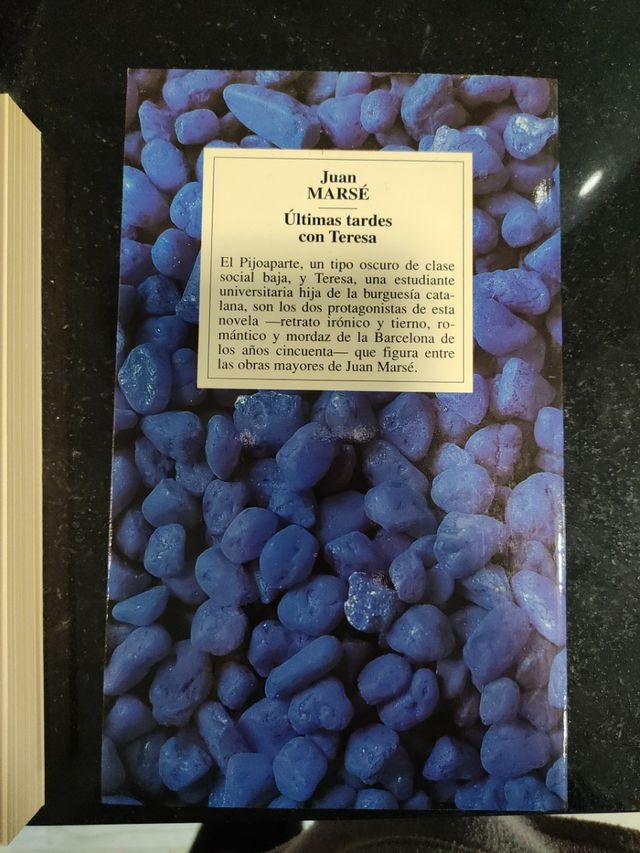 Juan
MARSÉ
Últimas tardes
con Teresa
El Pijoaparte, un tipo oscuro de clase
social baja, y Teresa, una estudiante
universitaria hija de la burguesía cata-
lana, son los dos protagonistas de esta
novela —retrato irónico y tierno, ro-
mántico y mordaz de la Barcelona de
los años cincuenta— que figura entre
las obras mayores de Juan Marsé.